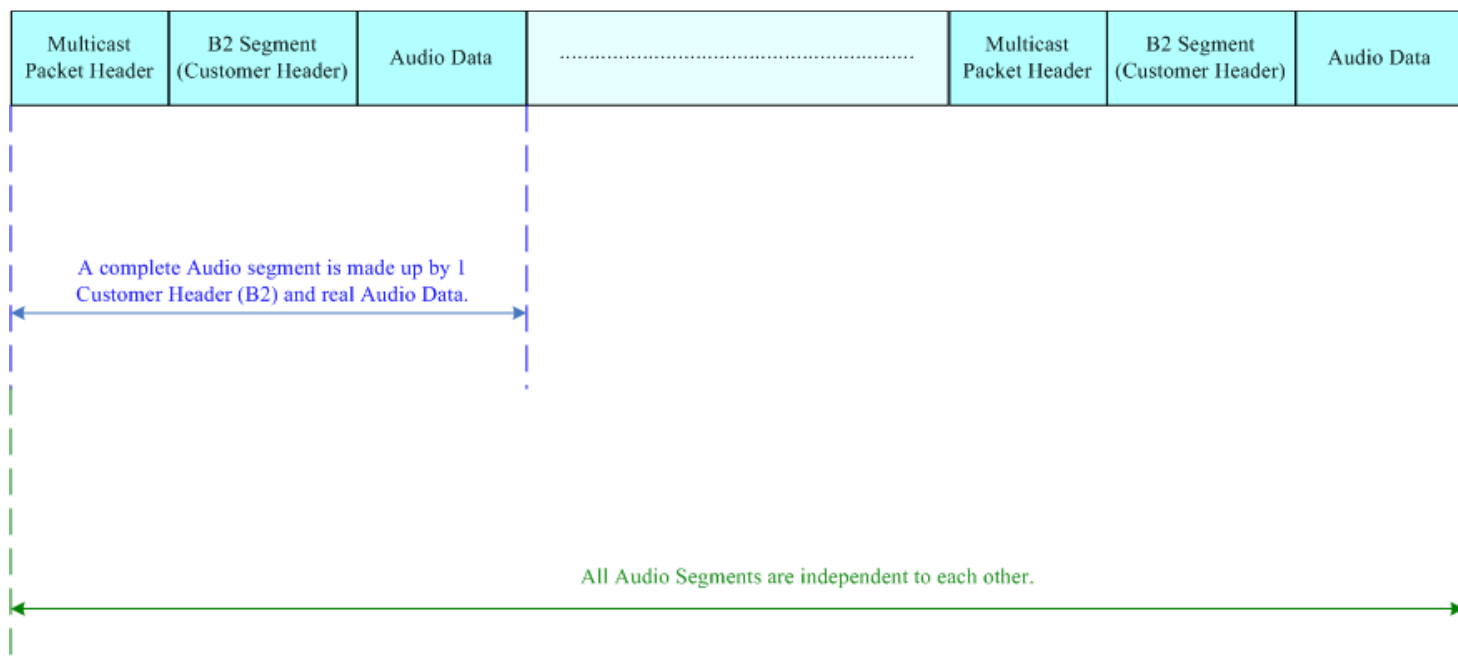 Multicast
Packet Header
B2 Segment
(Customer Header)
Audio Data
................................................................
Multicast
Packet Header
B2 Segment
(Customer Header)
Audio Data
A complete Audio segment is made up by 1
Customer Header (B2) and real Audio Data.
All Audio Segments are independent to each other.